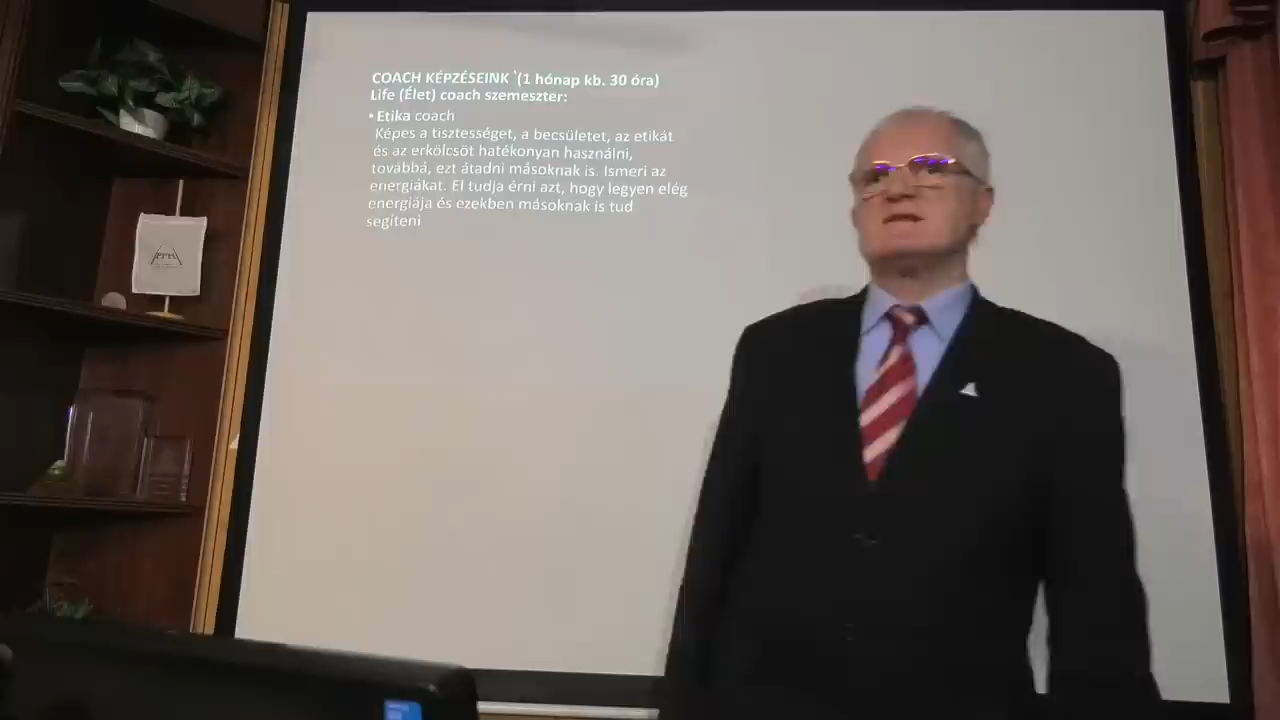 COACH KÉPZÉSEINK (1 hónap kb. 30 óra)
Life (Élet) coach szemeszter:
• Etika coach
Képes a tisztességet, a becsületet, az etikát
és az erkölcsöt hatékonyan használni,
továbbá, ezt átadni másoknak is. Ismeri az
energiákat. El tudja érni azt, hogy legyen elég
energiája és ezekben másoknak is tud
segíteni